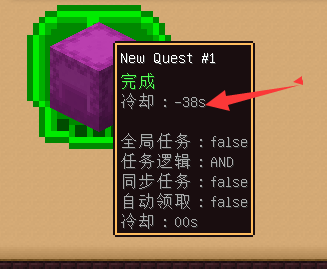 New Quest #1
完成
冷却：-38s
全局任务：false
任务逻辑：AND
同步任务：false
自动领取：false
冷却：00s